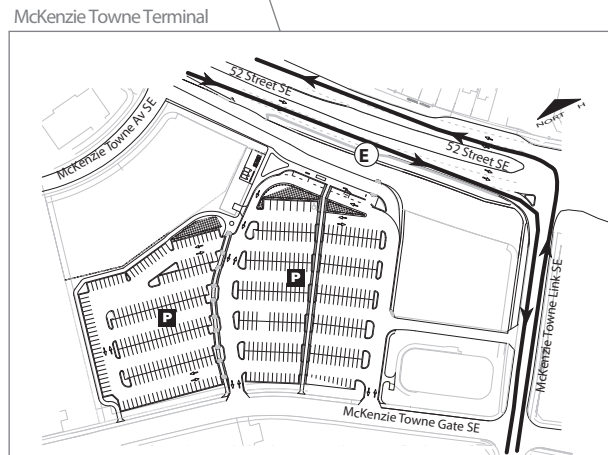 McKenzie Towne Terminal
52 Street SE
NORTH
McKenzie Towne Av SE
E
52 Street SE
P
P
McKenzie Towne Link SE
McKenzie Towne Gate SE